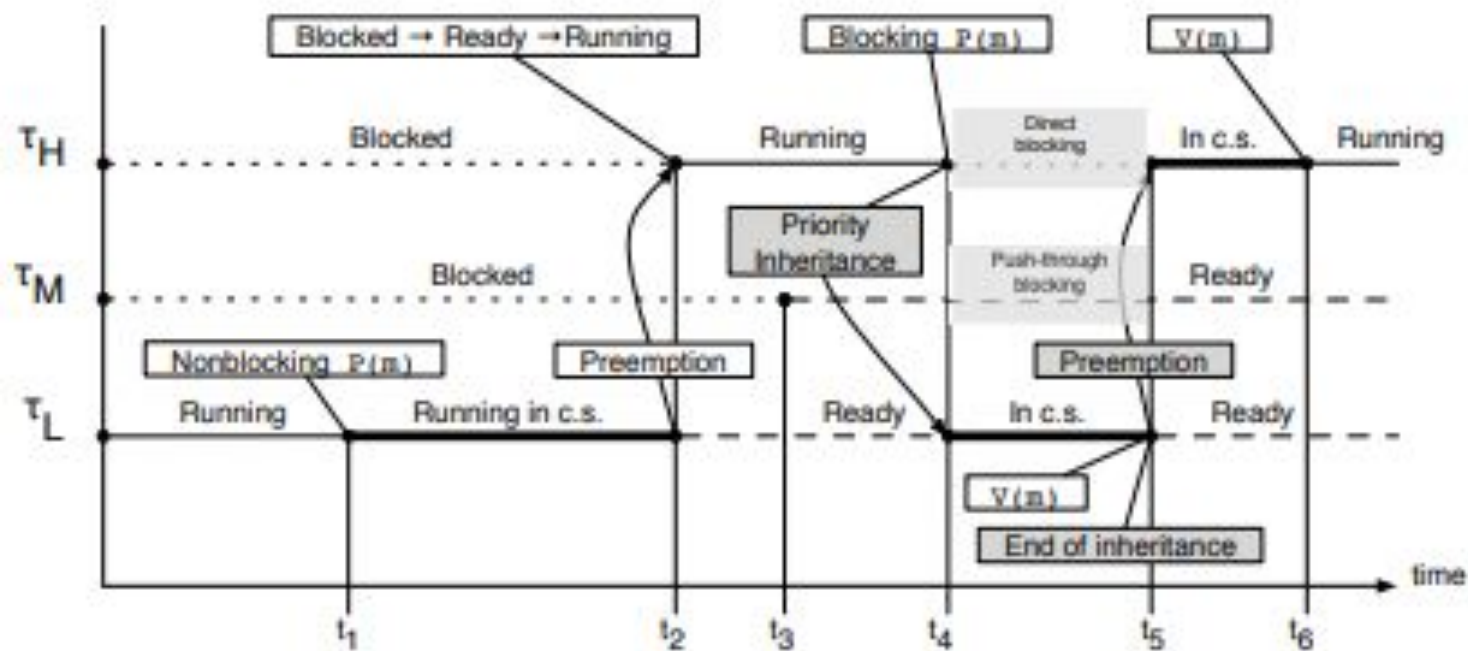 Blocked → Ready →Running
Blocking P(m)
V(m)
τH
Blocked
Running
Direct
blocking
In c.s.
Running
Priority
Inheritance
τM
Blocked
Push-through
blocking
Ready
Nonblocking P(m)
Preemption
Preemption
τL
Running
Running in c.s.
Ready
In c.s.
Ready
V(m)
End of inheritance
time
t1 t2 t3 t4 t5 t6